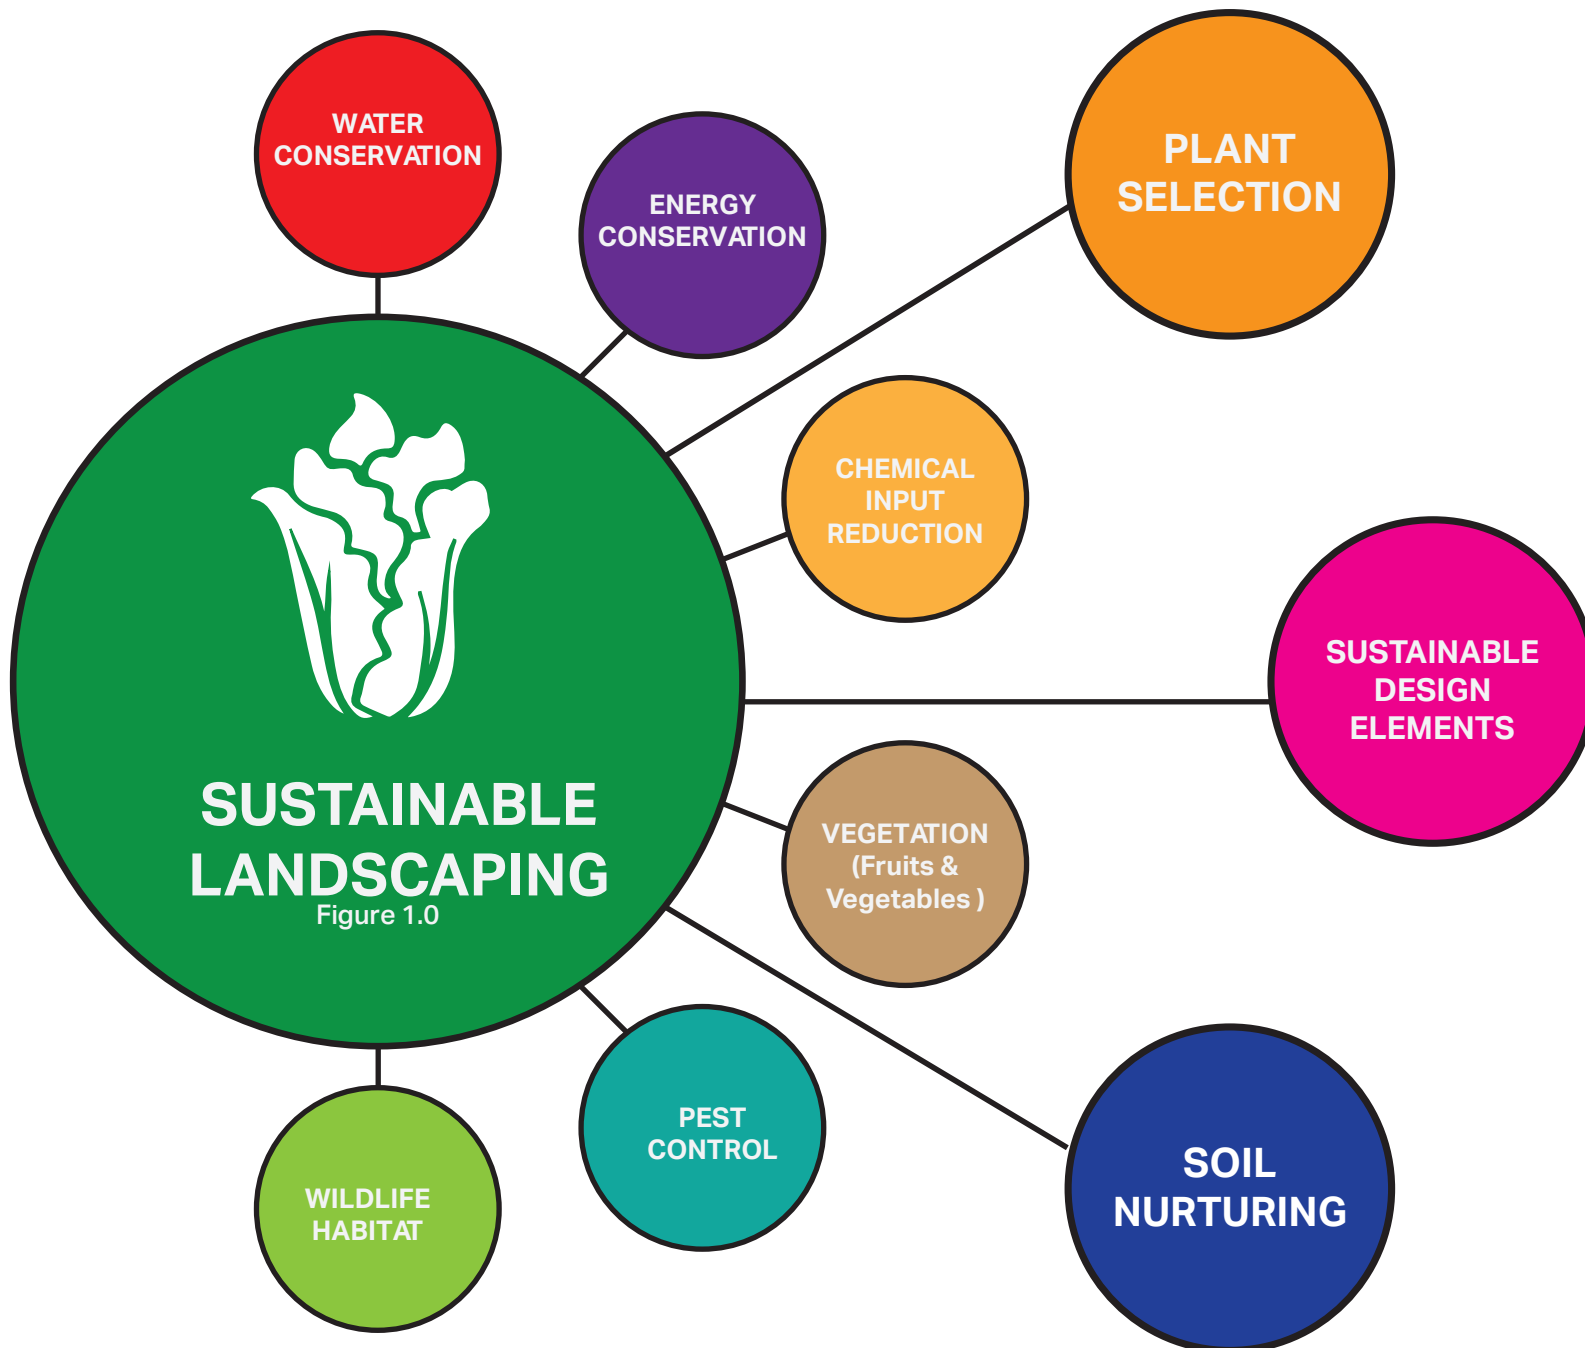 WATER
CONSERVATION
ENERGY
CONSERVATION
PLANT
SELECTION
CHEMICAL
INPUT
REDUCTION
SUSTAINABLE
DESIGN
ELEMENTS
SUSTAINABLE
LANDSCAPING
Figure 1.0
VEGETATION
(Fruits &
Vegetables )
PEST
CONTROL
SOIL
NURTURING
WILDLIFE
HABITAT